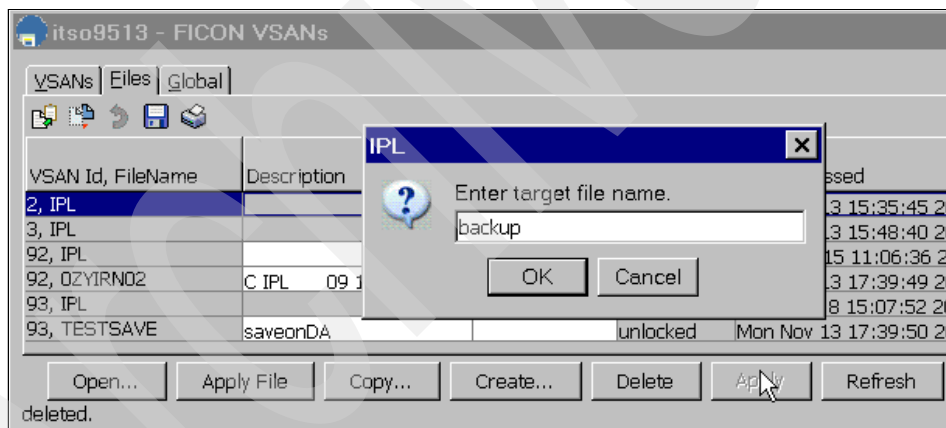 itso9513 - FICON VSANs
VSANs Files Global
IPL
Enter target file name.
backup
OK Cancel
VSAN Id, FileName Description ssed
2, IPL 13 15:35:45 2
3, IPL 13 15:48:40 2
92, IPL 15 11:06:36 2
92, OZYIRN02 C IPL 09 1 13 17:39:49 2
93, IPL 8 15:07:52 2
93, TESTSAVE saveonDA unlocked Mon Nov 13 17:39:50 2
Open... Apply File Copy... Create... Delete Apply Refresh
deleted.